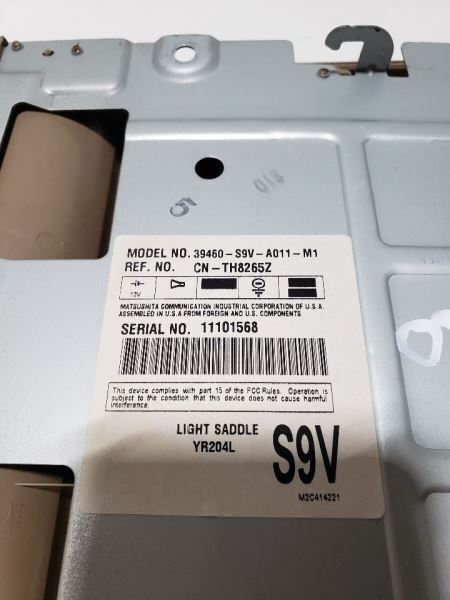 810
5
MODEL NO. 39460-S9V-A011-M1
REF. NO. CN-TH8265Z
12V
MATSUSHITA COMMUNICATION INDUSTRIAL CORPORATION OF U.S.A.
ASSEMBLED IN U.S.A FROM FOREIGN AND U.S. COMPONENTS
SERIAL NO. 11101568
This device complies with part 15 of the FCC Rules. Operation is
subject to the condition that this device does not cause harmful
interference.
LIGHT SADDLE
YR204L
S9V
M2C414221